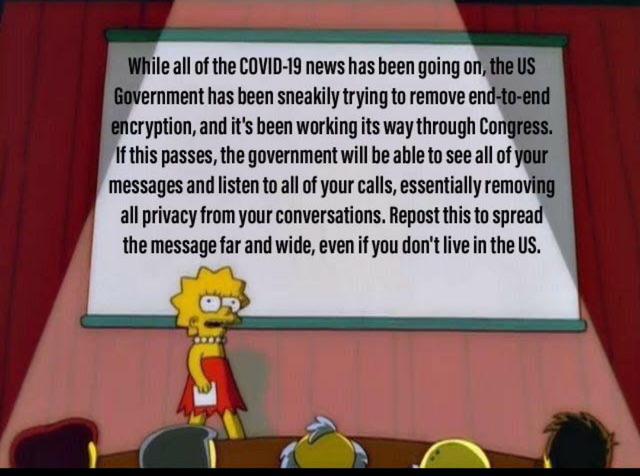 While all of the COVID-19 news has been going on, the US
Government has been sneakily trying to remove end-to-end
encryption, and it's been working its way through Congress.
If this passes, the government will be able to see all of your
messages and listen to all of your calls, essentially removing
all privacy from your conversations. Repost this to spread
the message far and wide, even if you don't live in the US.